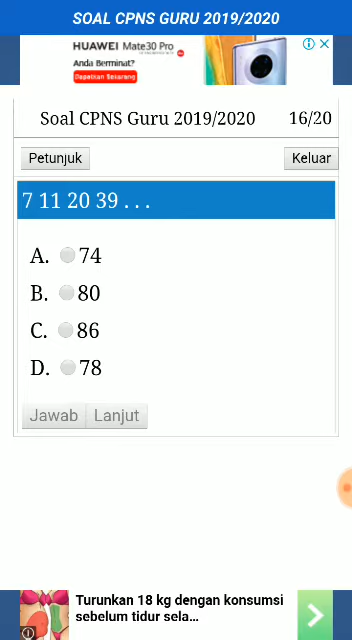 SOAL CPNS GURU 2019/2020
HUAWEI Mate30 Pro
Anda Berminat?
Dapatkan Sekarang
Soal CPNS Guru 2019/2020 16/20
Petunjuk Keluar
7 11 20 39 . . .
A. 74
B. 80
C. 86
D. 78
Jawab Lanjut
Turunkan 18 kg dengan konsumsi
sebelum tidur sela...